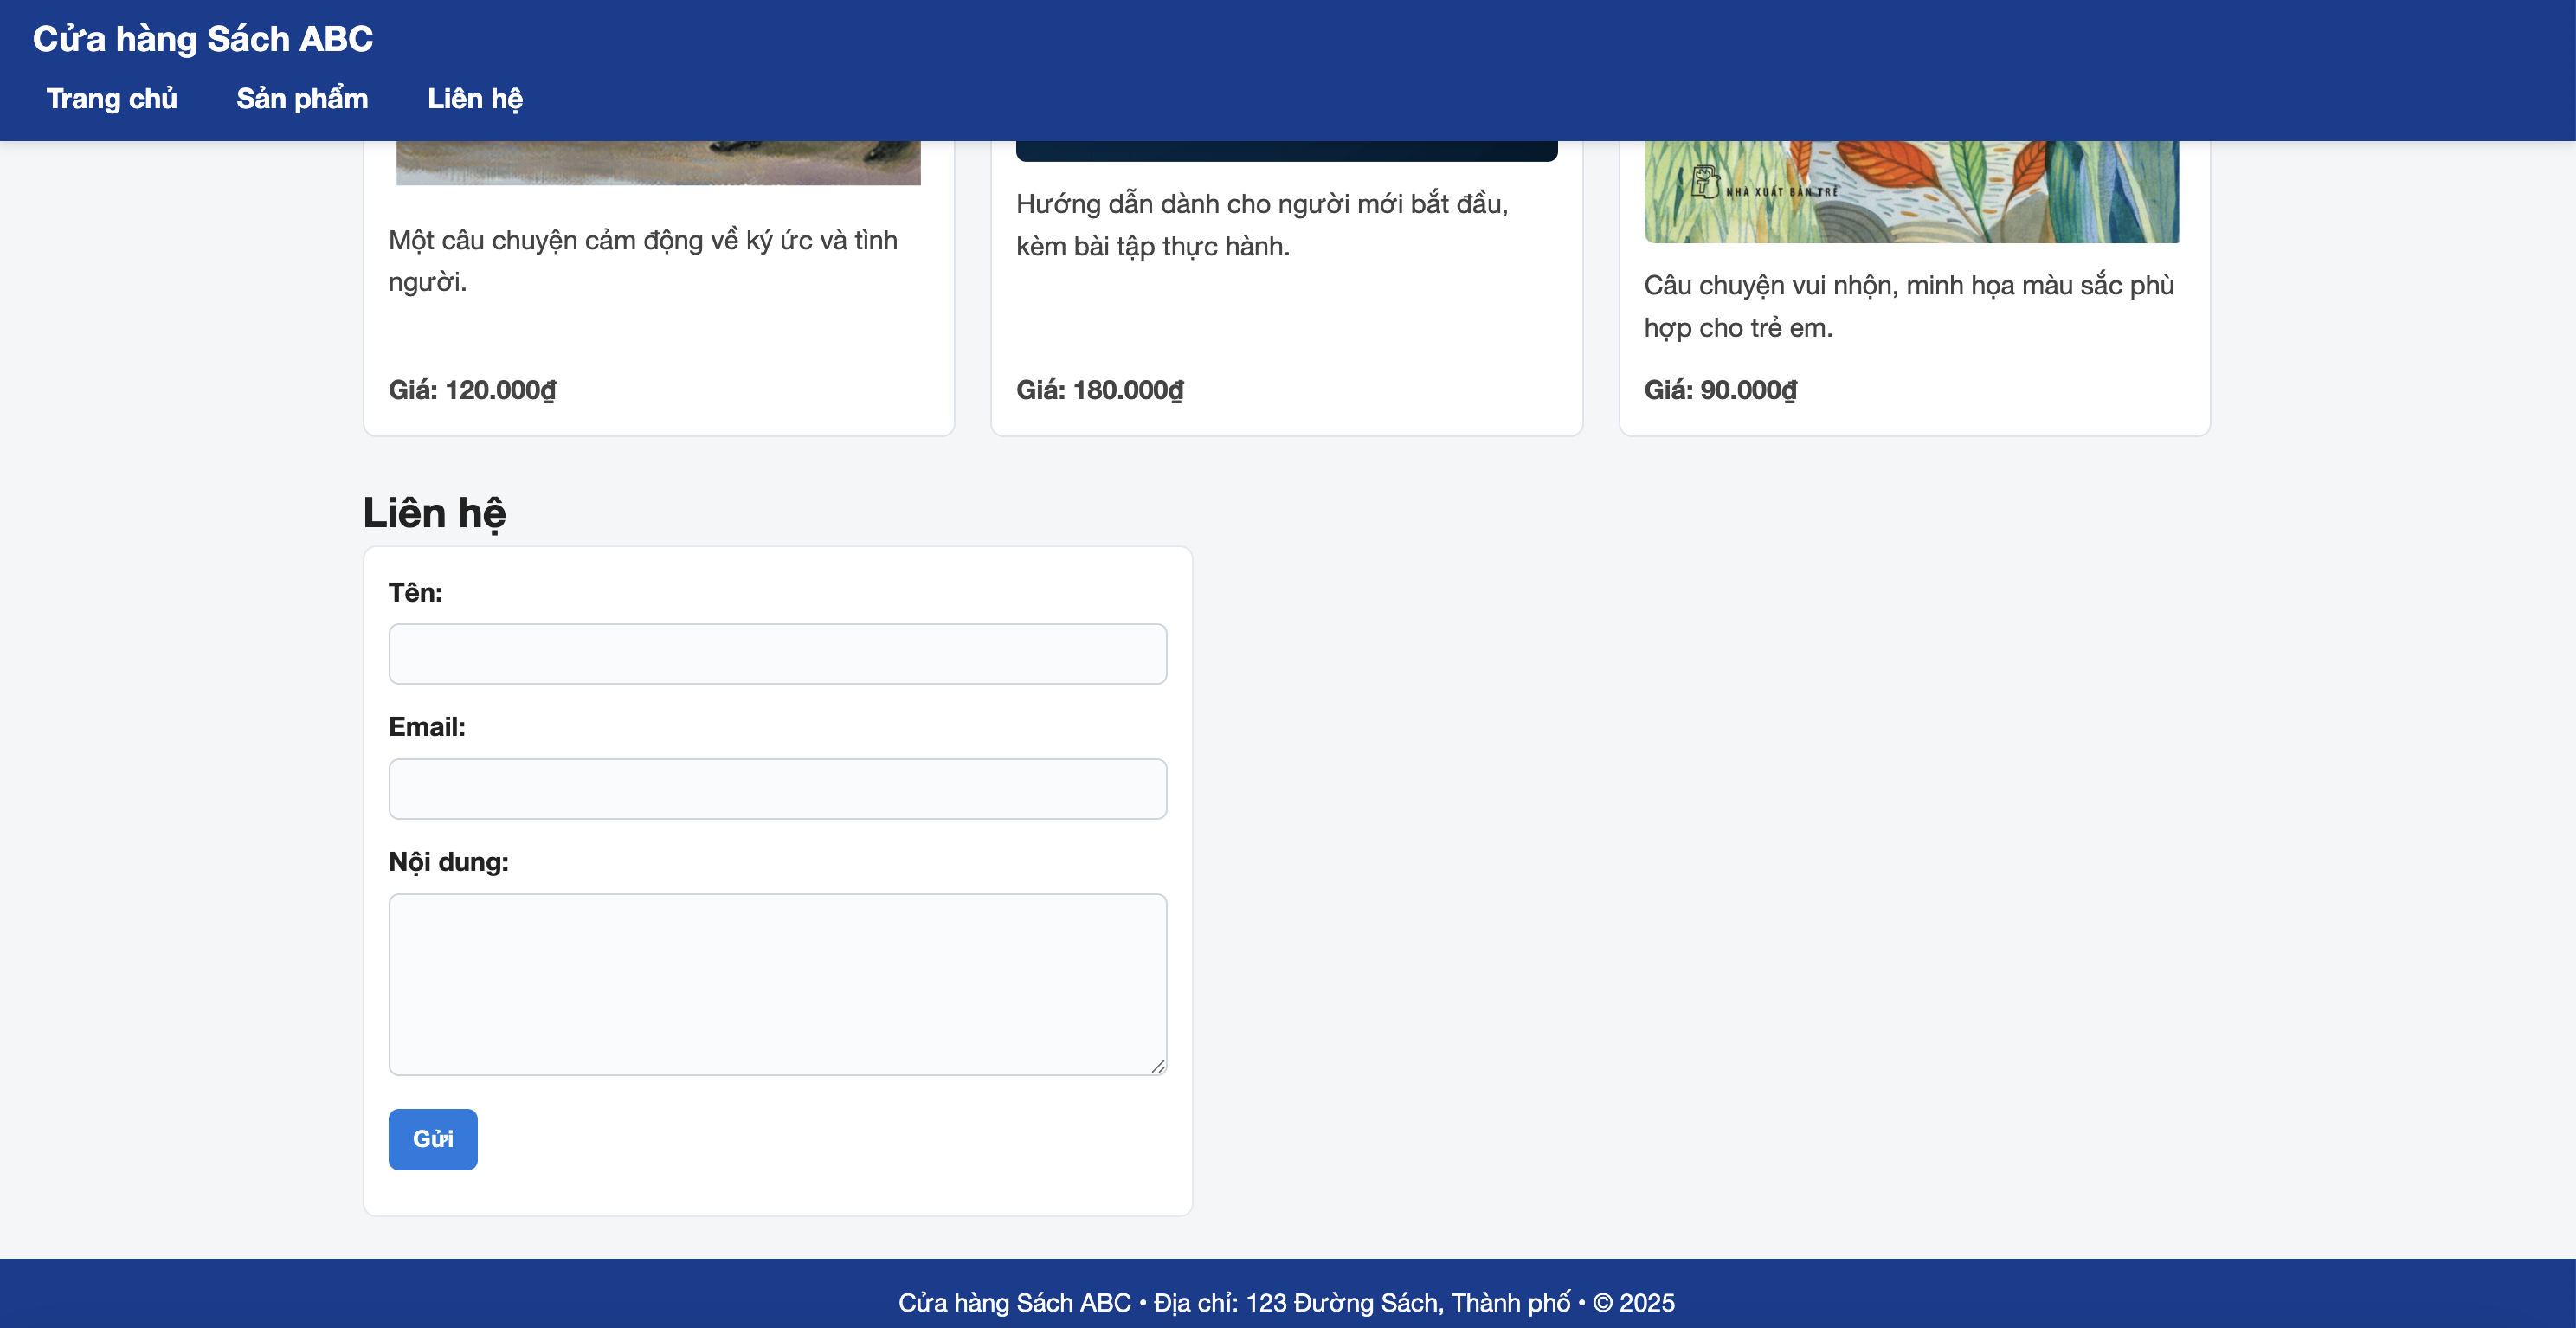 Cửa hàng Sách ABC
Trang chủ Sản phẩm Liên hệ
NHÀ XUẤT BẢN TRẺ
Một câu chuyện cảm động về ký ức và tình
người.
Giá: 120.000₫
Hướng dẫn dành cho người mới bắt đầu,
kèm bài tập thực hành.
Giá: 180.000₫
Câu chuyện vui nhộn, minh họa màu sắc phù
hợp cho trẻ em.
Giá: 90.000₫
Liên hệ
Tên:
Email:
Nội dung:
Gửi
Cửa hàng Sách ABC • Địa chỉ: 123 Đường Sách, Thành phố • © 2025